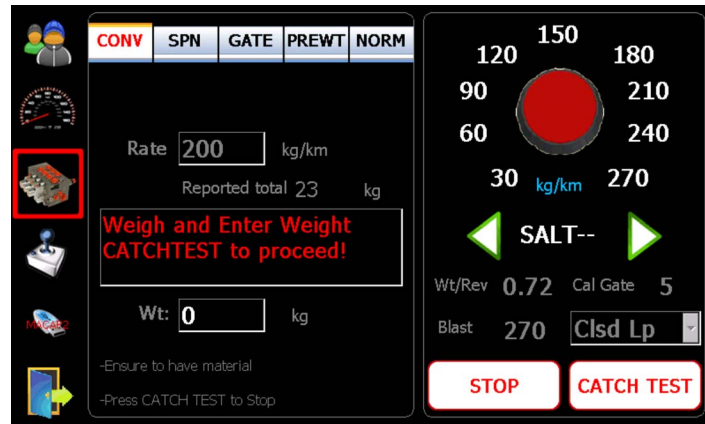 CONV SPN GATE PREWT NORM
Rate 200 kg/km
Reported total 23 kg
Weigh and Enter Weight
CATCHTEST to proceed!
Wt: 0 kg
-Ensure to have material
-Press CATCH TEST to Stop
150
120 180
90 210
60 240
30 kg/km 270
SALT--
Wt/Rev 0.72 Cal Gate 5
Blast 270 Clsd Lp
STOP CATCH TEST
MACAB2